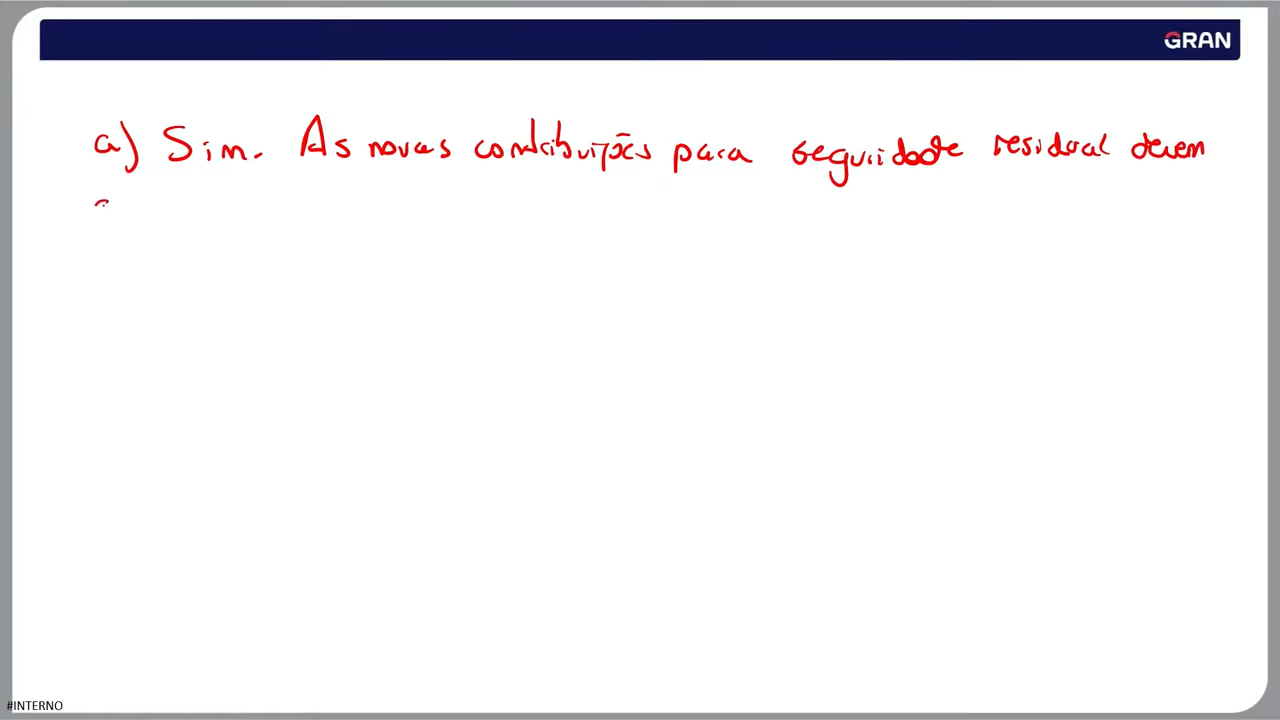 GRAN
a) Sim. As novas contribuições para seguridade residual devem
#INTERNO